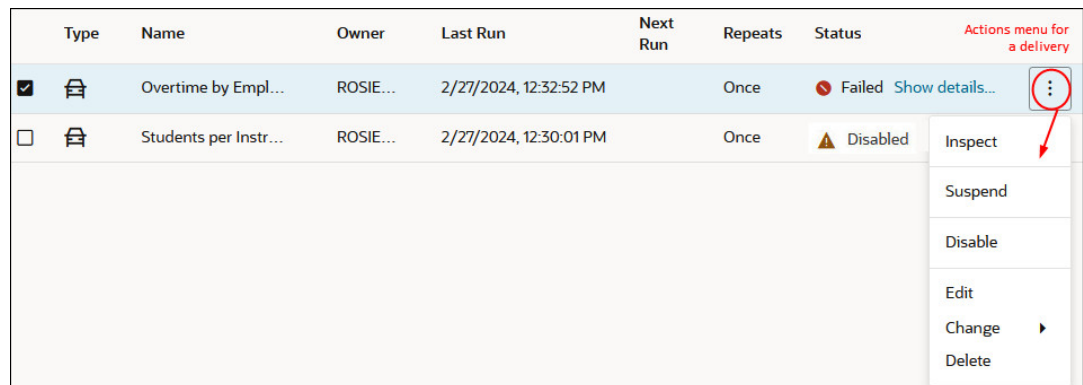 Type Name Owner Last Run Next Run Repeats Status Actions menu for a delivery
Overtime by Empl... ROSIE... 2/27/2024, 12:32:52 PM Once Failed Show details...
Students per Instr... ROSIE... 2/27/2024, 12:30:01 PM Once Disabled
Inspect
Suspend
Disable
Edit
Change
Delete